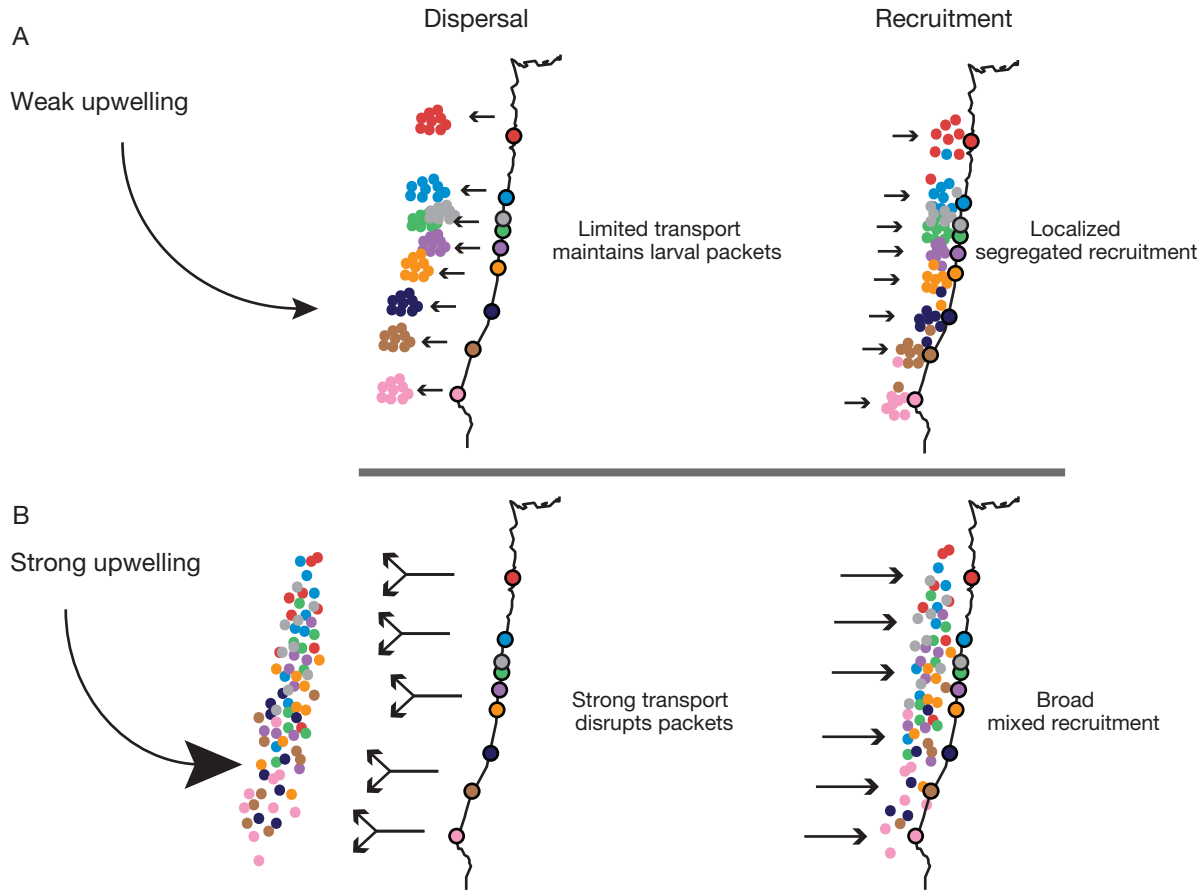 A
Dispersal
Recruitment
Weak upwelling
Limited transport
maintains larval packets
Localized
segregated recruitment
B
Strong upwelling
Strong transport
disrupts packets
Broad
mixed recruitment